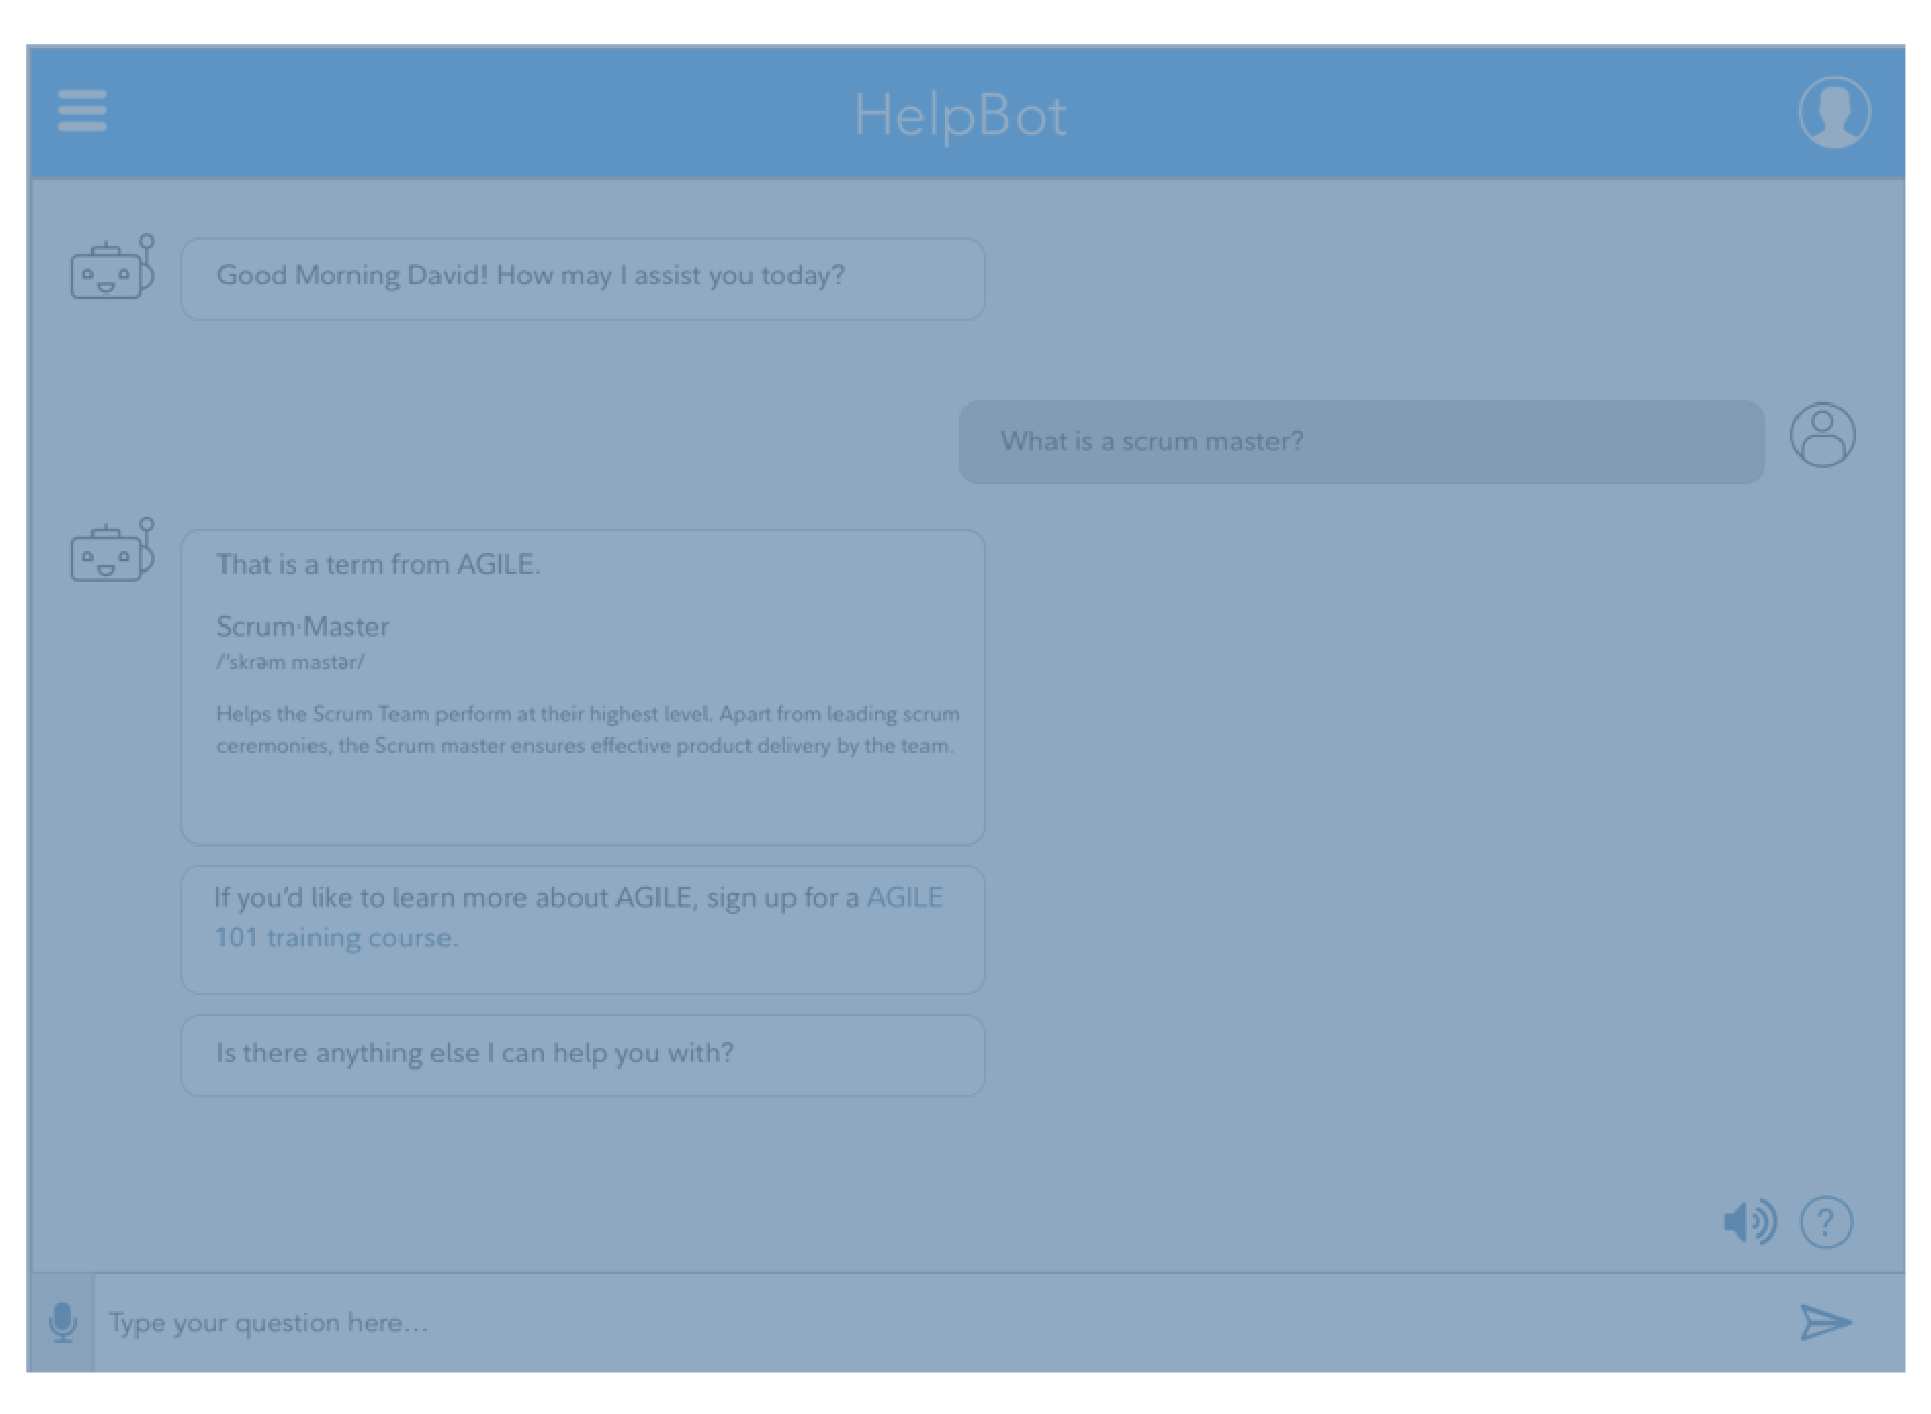 HelpBot
Good Morning David! How may I assist you today?
What is a scrum master?
That is a term from AGILE.
Scrum·Master
/'skrəm mastər/
Helps the Scrum Team perform at their highest level. Apart from leading scrum
ceremonies, the Scrum master ensures effective product delivery by the team.
If you’d like to learn more about AGILE, sign up for a AGILE
101 training course.
Is there anything else I can help you with?
?
Type your question here...